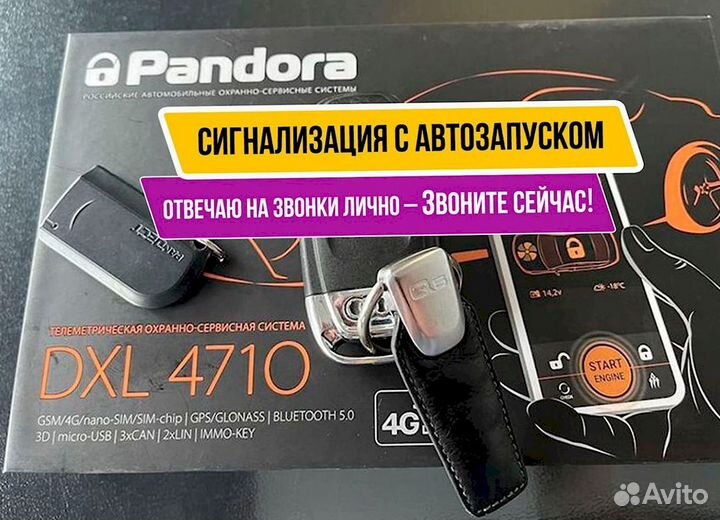 Pandora
РОССИЙСКИЕ АВТОМОБИЛЬНЫЕ ОХРАННО-СЕРВИСНЫЕ СИСТЕМЫ
СИГНАЛИЗАЦИЯ С АВТОЗАПУСКОМ
ОТВЕЧАЮ НА ЗВОНКИ ЛИЧНО – ЗВОНИТЕ СЕЙЧАС!
14,2v
-18°C
ТЕЛЕМЕТРИЧЕСКАЯ ОХРАННО-СЕРВИСНАЯ СИСТЕМА
DXL 4710
START
ENGINE
CHECK
GSM/4G/nano-SIM/SIM-chip | GPS/GLONASS | BLUETOOTH 5.0
3D | micro-USB | 3xCAN | 2xLIN | IMMO-KEY
4G
Avito